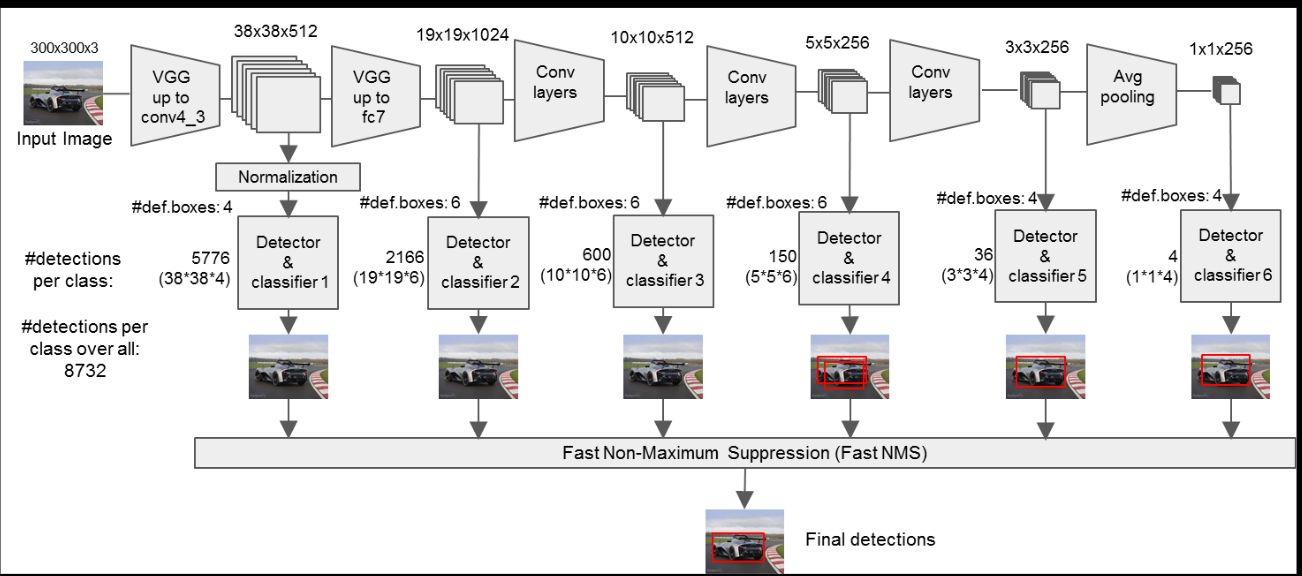 300x300x3
Input Image
VGG
up to
conv4_3
38x38x512
VGG
up to
fc7
19x19x1024
Conv
layers
10x10x512
Conv
layers
5x5x256
Conv
layers
3x3x256
Avg
pooling
1x1x256
Normalization
#def.boxes: 4
#def.boxes: 6
#def.boxes: 6
#def.boxes: 6
#def.boxes: 4
#def.boxes: 4
#detections
per class:
5776
(38*38*4)
Detector
&
classifier 1
2166
(19*19*6)
Detector
&
classifier 2
600
(10*10*6)
Detector
&
classifier 3
150
(5*5*6)
Detector
&
classifier 4
36
(3*3*4)
Detector
&
classifier 5
4
(1*1*4)
Detector
&
classifier 6
#detections per
class over all:
8732
Fast Non-Maximum Suppression (Fast NMS)
Final detections